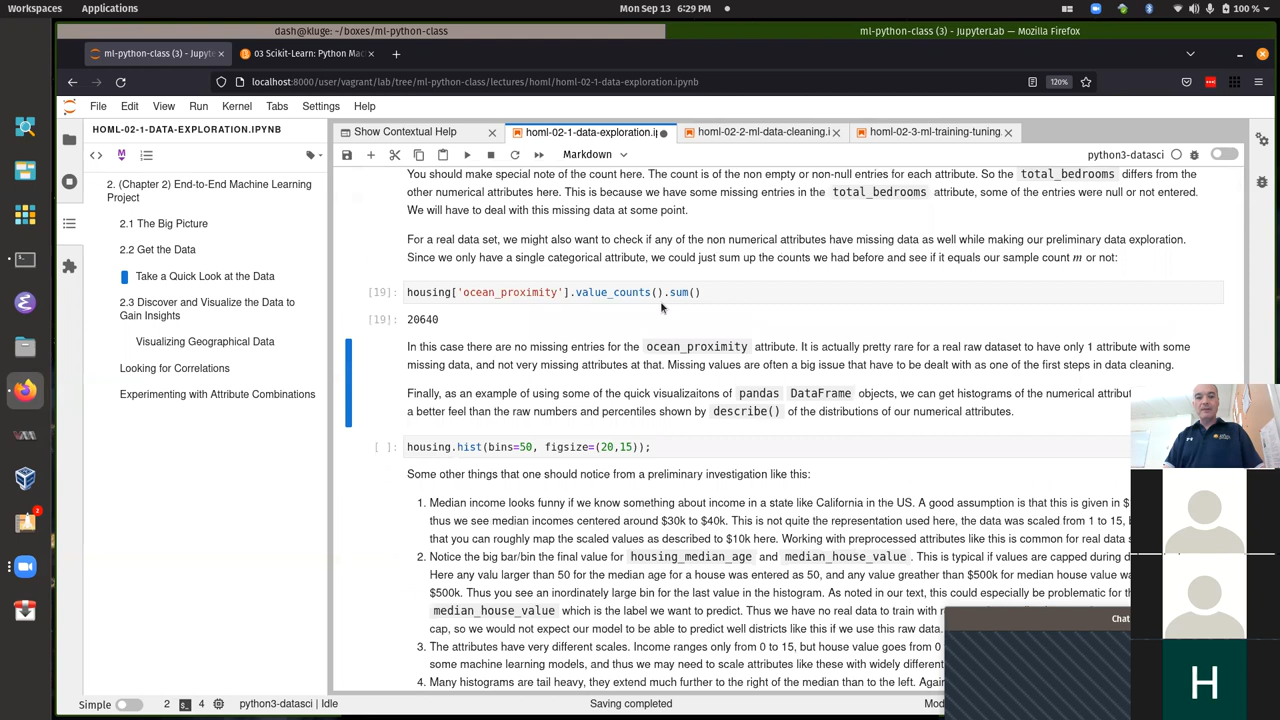 Workspaces Applications Mon Sep 13 6:29 PM 100 %
dash@kluge: ~/boxes/ml-python-class ml-python-class (3) - JupyterLab — Mozilla Firefox
ml-python-class (3) - Jupyte 03 Scikit-Learn: Python Mac
localhost:8000/user/vagrant/lab/tree/ml-python-class/lectures/homl/homl-02-1-data-exploration.ipynb 120%
File Edit View Run Kernel Tabs Settings Help
HOML-02-1-DATA-EXPLORATION.IPYNB
2. (Chapter 2) End-to-End Machine Learning
Project
2.1 The Big Picture
2.2 Get the Data
Take a Quick Look at the Data
2.3 Discover and Visualize the Data to
Gain Insights
Visualizing Geographical Data
Looking for Correlations
Experimenting with Attribute Combinations
Show Contextual Help homl-02-1-data-exploration.ip homl-02-2-ml-data-cleaning.i homl-02-3-ml-training-tuning.
Markdown python3-datasci
You should make special note of the count here. The count is of the non empty or non-null entries for each attribute. So the total_bedrooms differs from the
other numerical attributes here. This is because we have some missing entries in the total_bedrooms attribute, some of the entries were null or not entered.
We will have to deal with this missing data at some point.
For a real data set, we might also want to check if any of the non numerical attributes have missing data as well while making our preliminary data exploration.
Since we only have a single categorical attribute, we could just sum up the counts we had before and see if it equals our sample count m or not:
[19]: housing['ocean_proximity'].value_counts().sum()
[19]: 20640
In this case there are no missing entries for the ocean_proximity attribute. It is actually pretty rare for a real raw dataset to have only 1 attribute with some
missing data, and not very missing attributes at that. Missing values are often a big issue that have to be dealt with as one of the first steps in data cleaning.
Finally, as an example of using some of the quick visualizaitons of pandas DataFrame objects, we can get histograms of the numerical attribut
a better feel than the raw numbers and percentiles shown by describe() of the distributions of our numerical attributes.
[ ]: housing.hist(bins=50, figsize=(20,15));
Some other things that one should notice from a preliminary investigation like this:
1. Median income looks funny if we know something about income in a state like California in the US. A good assumption is that this is given in $
thus we see median incomes centered around $30k to $40k. This is not quite the representation used here, the data was scaled from 1 to 15,
that you can roughly map the scaled values as described to $10k here. Working with preprocessed attributes like this is common for real data
2. Notice the big bar/bin the final value for housing_median_age and median_house_value. This is typical if values are capped during d
Here any valu larger than 50 for the median age for a house was entered as 50, and any value greather than $500k for median house value wa
$500k. Thus you see an inordinately large bin for the last value in the histogram. As noted in our text, this could especially be problematic for th
median_house_value which is the label we want to predict. Thus we have no real data to train with
cap, so we would not expect our model to be able to predict well districts like this if we use this raw data.
3. The attributes have very different scales. Income ranges only from 0 to 15, but house value goes from 0
some machine learning models, and thus we may need to scale attributes like these with widely different
4. Many histograms are tail heavy, they extend much further to the right of the median than to the left. Again
Chat
H
Simple 2 4 python3-datasci | Idle Saving completed